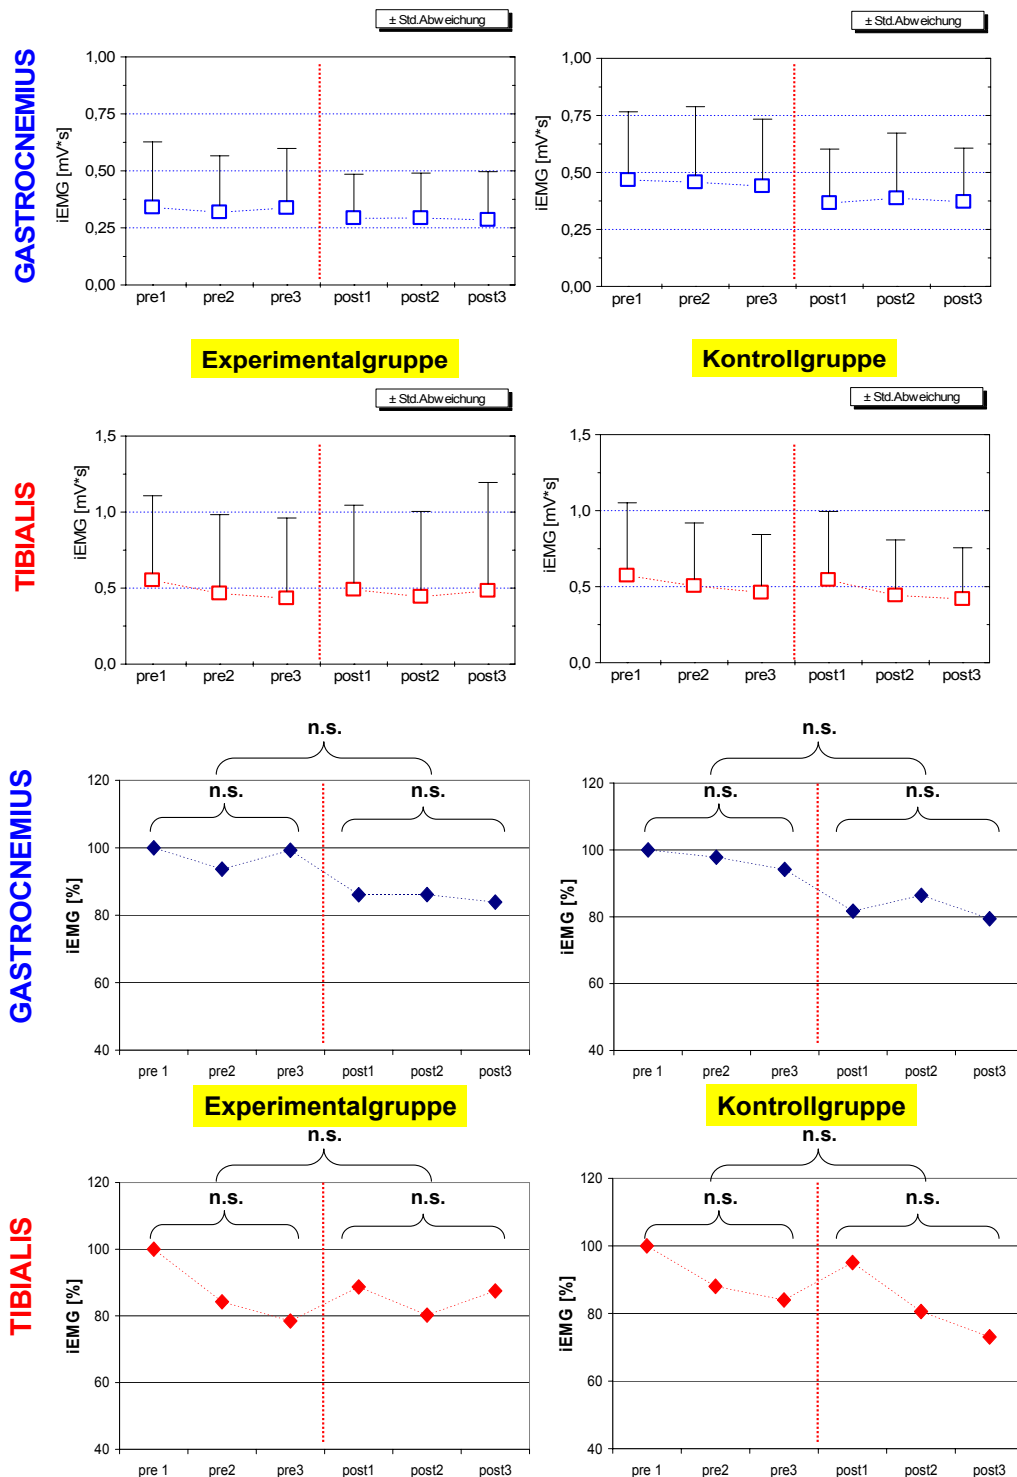 ± Std.Abweichung
± Std.Abweichung
GASTROCNEMIUS
iEMG [mV*s]
1,00
0,75
0,50
0,25
0,00
pre1 pre2 pre3 post1 post2 post3
iEMG [mV*s]
1,00
0,75
0,50
0,25
0,00
pre1 pre2 pre3 post1 post2 post3
Experimentalgruppe
Kontrollgruppe
± Std.Abweichung
± Std.Abweichung
TIBIALIS
iEMG [mV*s]
1,5
1,0
0,5
0,0
pre1 pre2 pre3 post1 post2 post3
iEMG [mV*s]
1,5
1,0
0,5
0,0
pre1 pre2 pre3 post1 post2 post3
GASTROCNEMIUS
n.s.
n.s. n.s.
iEMG [%]
120
100
80
60
40
pre 1 pre2 pre3 post1 post2 post3
n.s.
n.s. n.s.
iEMG [%]
120
100
80
60
40
pre 1 pre2 pre3 post1 post2 post3
Experimentalgruppe
Kontrollgruppe
TIBIALIS
n.s.
n.s. n.s.
iEMG [%]
120
100
80
60
40
pre 1 pre2 pre3 post1 post2 post3
n.s.
n.s. n.s.
iEMG [%]
120
100
80
60
40
pre 1 pre2 pre3 post1 post2 post3